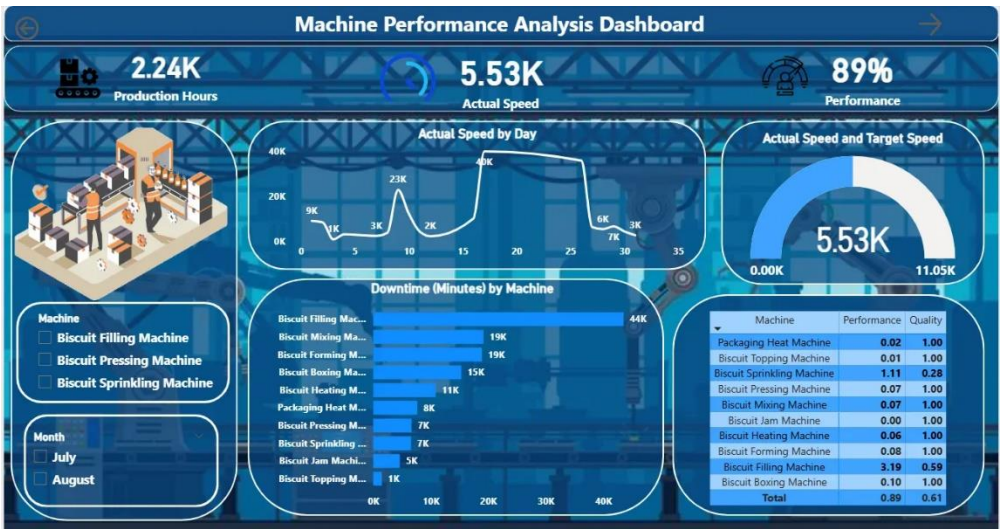 Machine Performance Analysis Dashboard
2.24K
Production Hours
5.53K
Actual Speed
89%
Performance
Actual Speed by Day
40K
20K
0K
9K
1K
3K
23K
2K
40K
6K
7K
3K
0 5 10 15 20 25 30 35
Actual Speed and Target Speed
5.53K
0.00K 11.05K
Machine
Biscuit Filling Machine
Biscuit Pressing Machine
Biscuit Sprinkling Machine
Month
July
August
Downtime (Minutes) by Machine
Biscuit Filling Mac... 44K
Biscuit Mixing Ma... 19K
Biscuit Forming M... 19K
Biscuit Boxing Ma... 15K
Biscuit Heating M... 11K
Packaging Heat M... 8K
Biscuit Pressing M... 7K
Biscuit Sprinkling ... 7K
Biscuit Jam Machi... 5K
Biscuit Topping M... 1K
0K 10K 20K 30K 40K
Machine Performance Quality
Packaging Heat Machine 0.02 1.00
Biscuit Topping Machine 0.01 1.00
Biscuit Sprinkling Machine 1.11 0.28
Biscuit Pressing Machine 0.07 1.00
Biscuit Mixing Machine 0.07 1.00
Biscuit Jam Machine 0.00 1.00
Biscuit Heating Machine 0.06 1.00
Biscuit Forming Machine 0.08 1.00
Biscuit Filling Machine 3.19 0.59
Biscuit Boxing Machine 0.10 1.00
Total 0.89 0.61